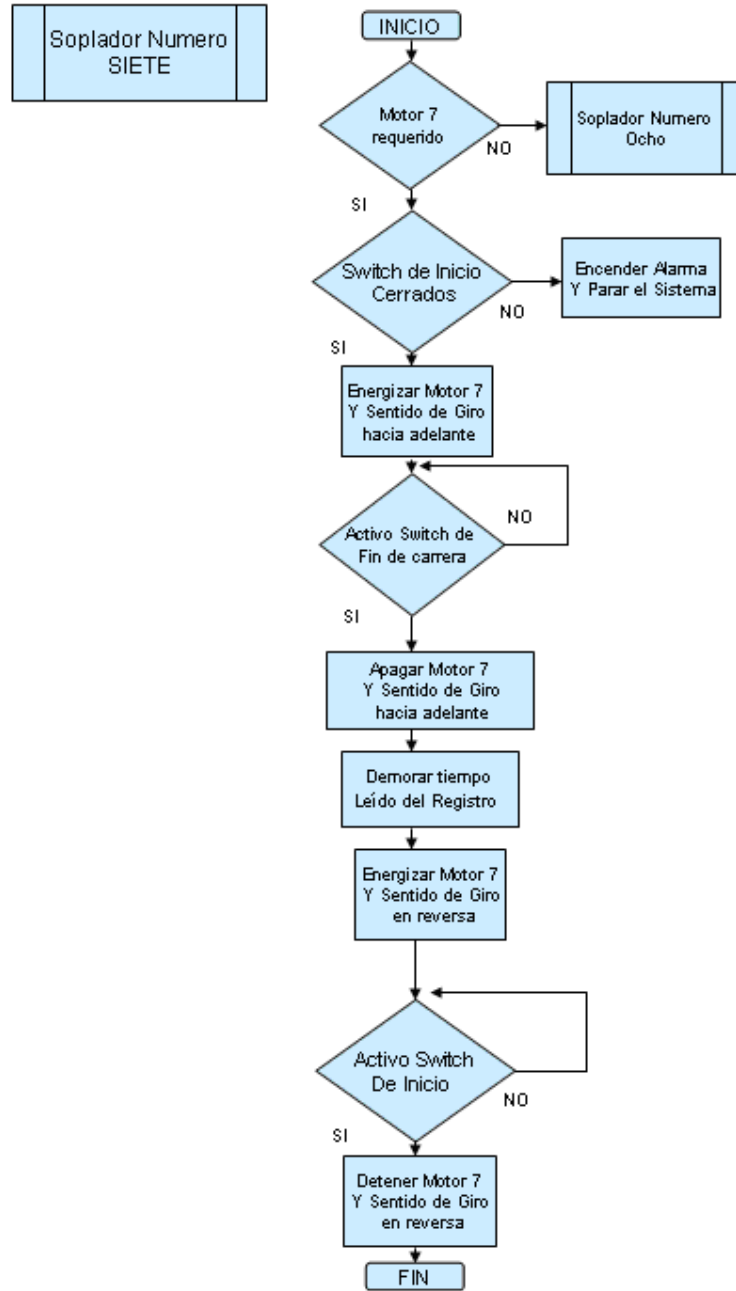 Soplador Numero
SIETE
INICIO
Motor 7
requerido
NO
Soplador Numero
Ocho
SI
Switch de Inicio
Cerrados
NO
Encender Alarma
Y Parar el Sistema
SI
Energizar Motor 7
Y Sentido de Giro
hacia adelante
Activo Switch de
Fin de carrera
NO
SI
Apagar Motor 7
Y Sentido de Giro
hacia adelante
Demorar tiempo
Leído del Registro
Energizar Motor 7
Y Sentido de Giro
en reversa
Activo Switch
De Inicio
NO
SI
Detener Motor 7
Y Sentido de Giro
en reversa
FIN